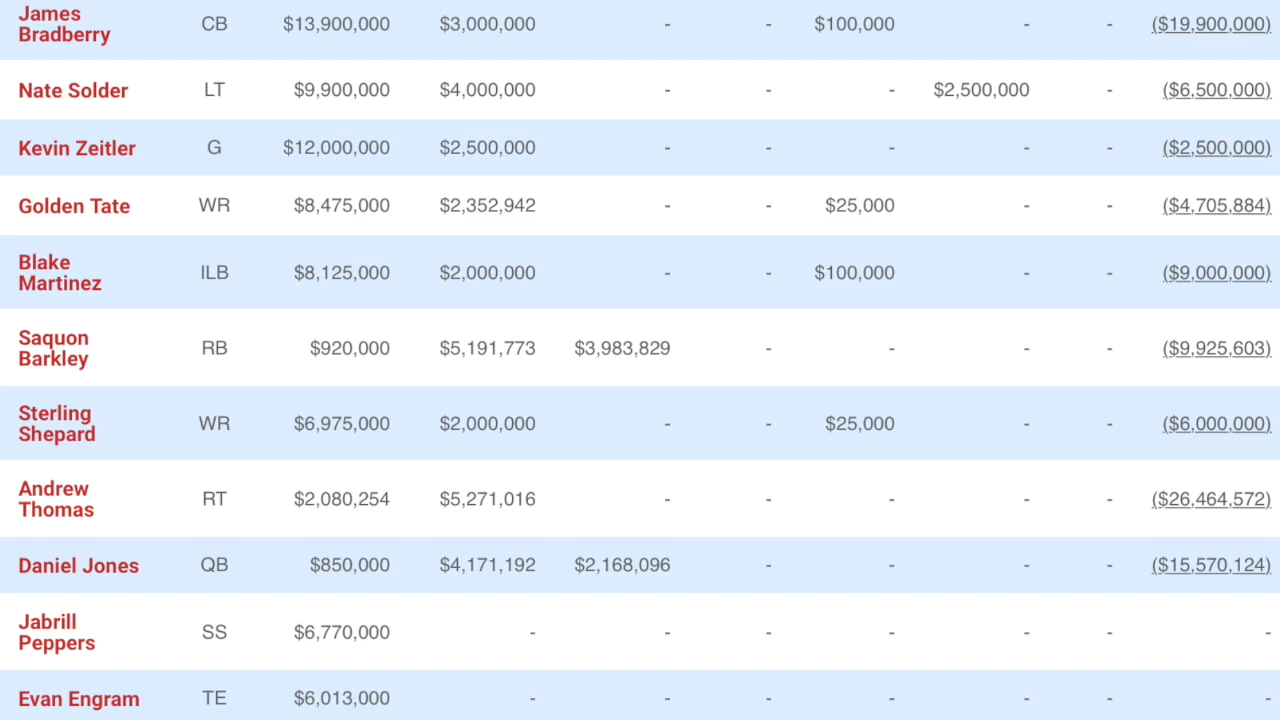 James
Bradberry CB $13,900,000 $3,000,000 - - $100,000 - - ($19,900,000)
Nate Solder LT $9,900,000 $4,000,000 - - - $2,500,000 - ($6,500,000)
Kevin Zeitler G $12,000,000 $2,500,000 - - - - - ($2,500,000)
Golden Tate WR $8,475,000 $2,352,942 - - $25,000 - - ($4,705,884)
Blake
Martinez ILB $8,125,000 $2,000,000 - - $100,000 - - ($9,000,000)
Saquon
Barkley RB $920,000 $5,191,773 $3,983,829 - - - - ($9,925,603)
Sterling
Shepard WR $6,975,000 $2,000,000 - - $25,000 - - ($6,000,000)
Andrew
Thomas RT $2,080,254 $5,271,016 - - - - - ($26,464,572)
Daniel Jones QB $850,000 $4,171,192 $2,168,096 - - - - ($15,570,124)
Jabrill
Peppers SS $6,770,000 - - - - - - -
Evan Engram TE $6,013,000 - - - - - - -